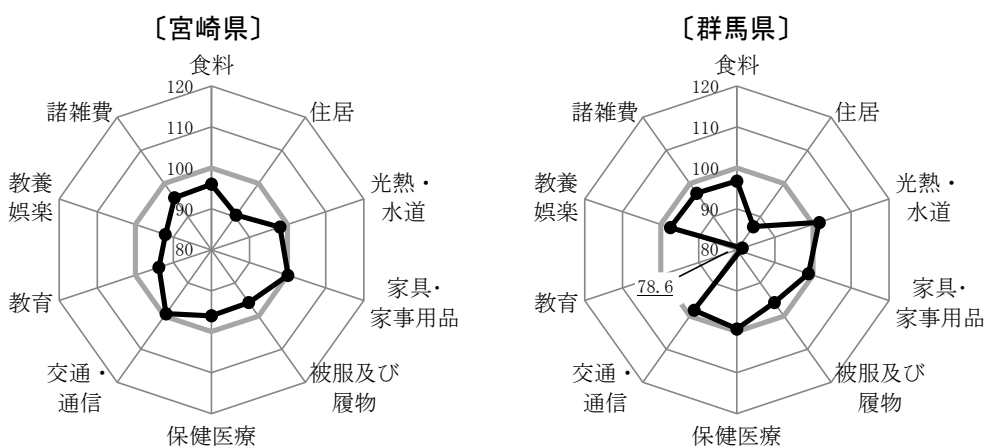 〔宮崎県〕
食料
120
110
100
90
80
住居
光熱・
水道
家具・
家事用品
被服及び
履物
保健医療
交通・
通信
教育
教養
娯楽
諸雑費
〔群馬県〕
食料
120
110
100
90
80
78.6
住居
光熱・
水道
家具・
家事用品
被服及び
履物
保健医療
交通・
通信
教育
教養
娯楽
諸雑費